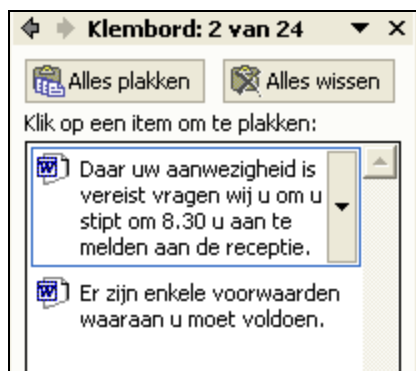 Klembord: 2 van 24
Alles plakken Alles wissen
Klik op een item om te plakken:
Daar uw aanwezigheid is
vereist vragen wij u om u
stipt om 8.30 u aan te
melden aan de receptie.
Er zijn enkele voorwaarden
waaraan u moet voldoen.